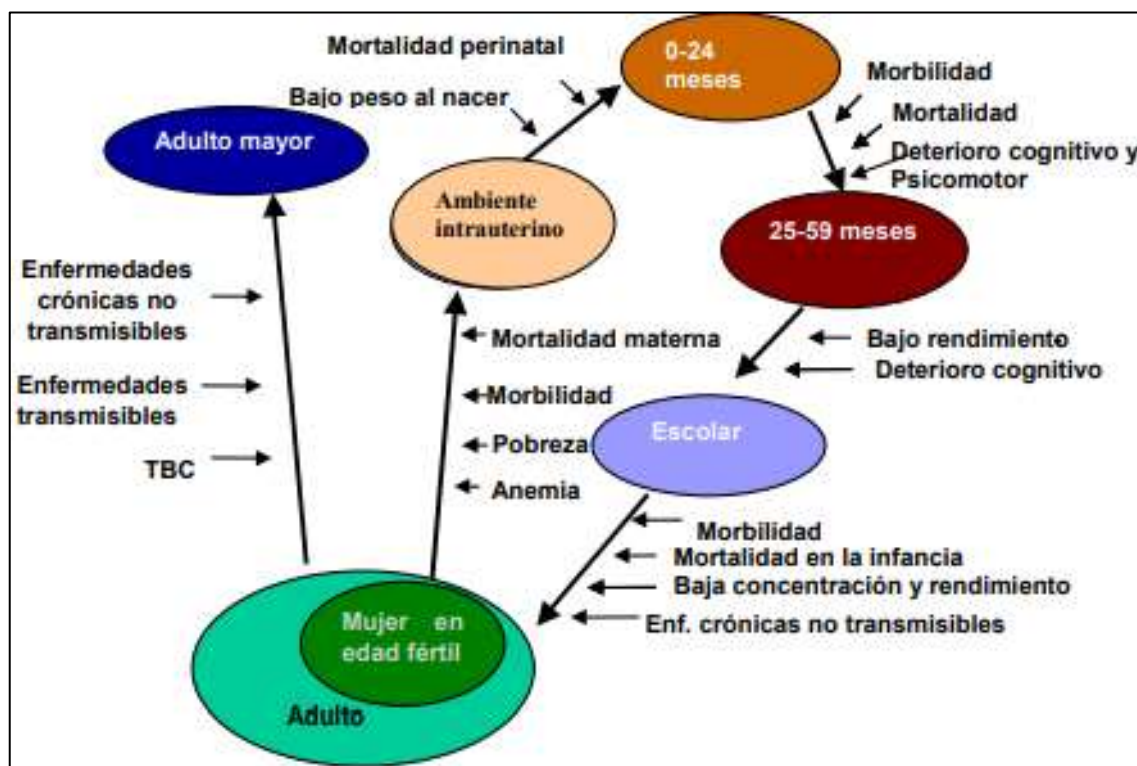 Mortalidad perinatal
Bajo peso al nacer
0-24
meses
Morbilidad
Mortalidad
Deterioro cognitivo y
Psicomotor
Adulto mayor
Ambiente
intrauterino
25-59 meses
Enfermedades
crónicas no
transmisibles
Enfermedades
transmisibles
TBC
Mortalidad materna
Morbilidad
Pobreza
Anemia
Bajo rendimiento
Deterioro cognitivo
Escolar
Morbilidad
Mortalidad en la infancia
Baja concentración y rendimiento
Enf. crónicas no transmisibles
Mujer en
edad fértil
Adulto